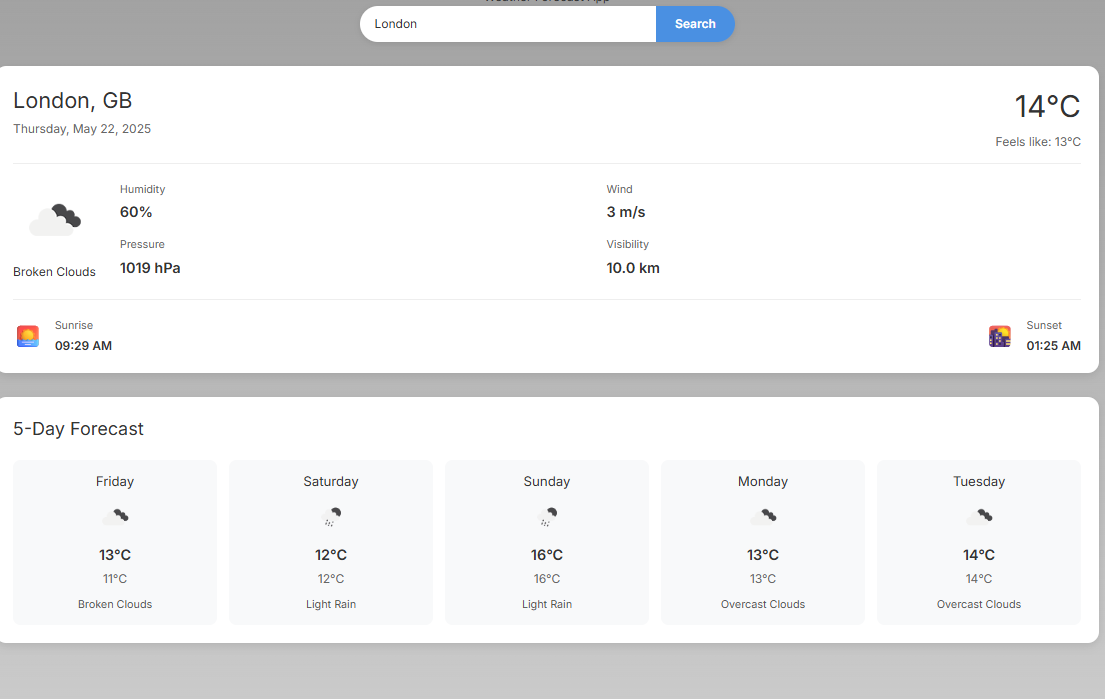 London
Search
London, GB
14°C
Thursday, May 22, 2025
Feels like: 13°C
Humidity
Wind
60%
3 m/s
Pressure
Visibility
Broken Clouds
1019 hPa
10.0 km
Sunrise
Sunset
09:29 AM
01:25 AM
5-Day Forecast
Friday
Saturday
Sunday
Monday
Tuesday
13°C
12°C
16°C
13°C
14°C
11°C
12°C
16°C
13°C
14°C
Broken Clouds
Light Rain
Light Rain
Overcast Clouds
Overcast Clouds